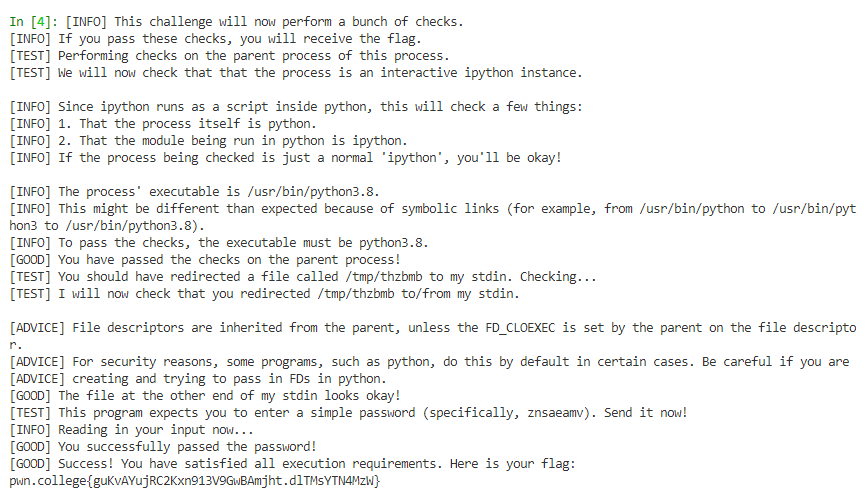 In [4]: [INFO] This challenge will now perform a bunch of checks.
[INFO] If you pass these checks, you will receive the flag.
[TEST] Performing checks on the parent process of this process.
[TEST] We will now check that that the process is an interactive ipython instance.
[INFO] Since ipython runs as a script inside python, this will check a few things:
[INFO] 1. That the process itself is python.
[INFO] 2. That the module being run in python is ipython.
[INFO] If the process being checked is just a normal 'ipython', you'll be okay!
[INFO] The process' executable is /usr/bin/python3.8.
[INFO] This might be different than expected because of symbolic links (for example, from /usr/bin/python to /usr/bin/pyt
hon3 to /usr/bin/python3.8).
[INFO] To pass the checks, the executable must be python3.8.
[GOOD] You have passed the checks on the parent process!
[TEST] You should have redirected a file called /tmp/thzbmb to my stdin. Checking...
[TEST] I will now check that you redirected /tmp/thzbmb to/from my stdin.
[ADVICE] File descriptors are inherited from the parent, unless the FD_CLOEXEC is set by the parent on the file descripto
r.
[ADVICE] For security reasons, some programs, such as python, do this by default in certain cases. Be careful if you are
[ADVICE] creating and trying to pass in FDs in python.
[GOOD] The file at the other end of my stdin looks okay!
[TEST] This program expects you to enter a simple password (specifically, znsaeamv). Send it now!
[INFO] Reading in your input now...
[GOOD] You successfully passed the password!
[GOOD] Success! You have satisfied all execution requirements. Here is your flag:
pwn.college{guKvAYujRC2Kxn913V9GwBAmjht.dlTMsYTN4MzW}